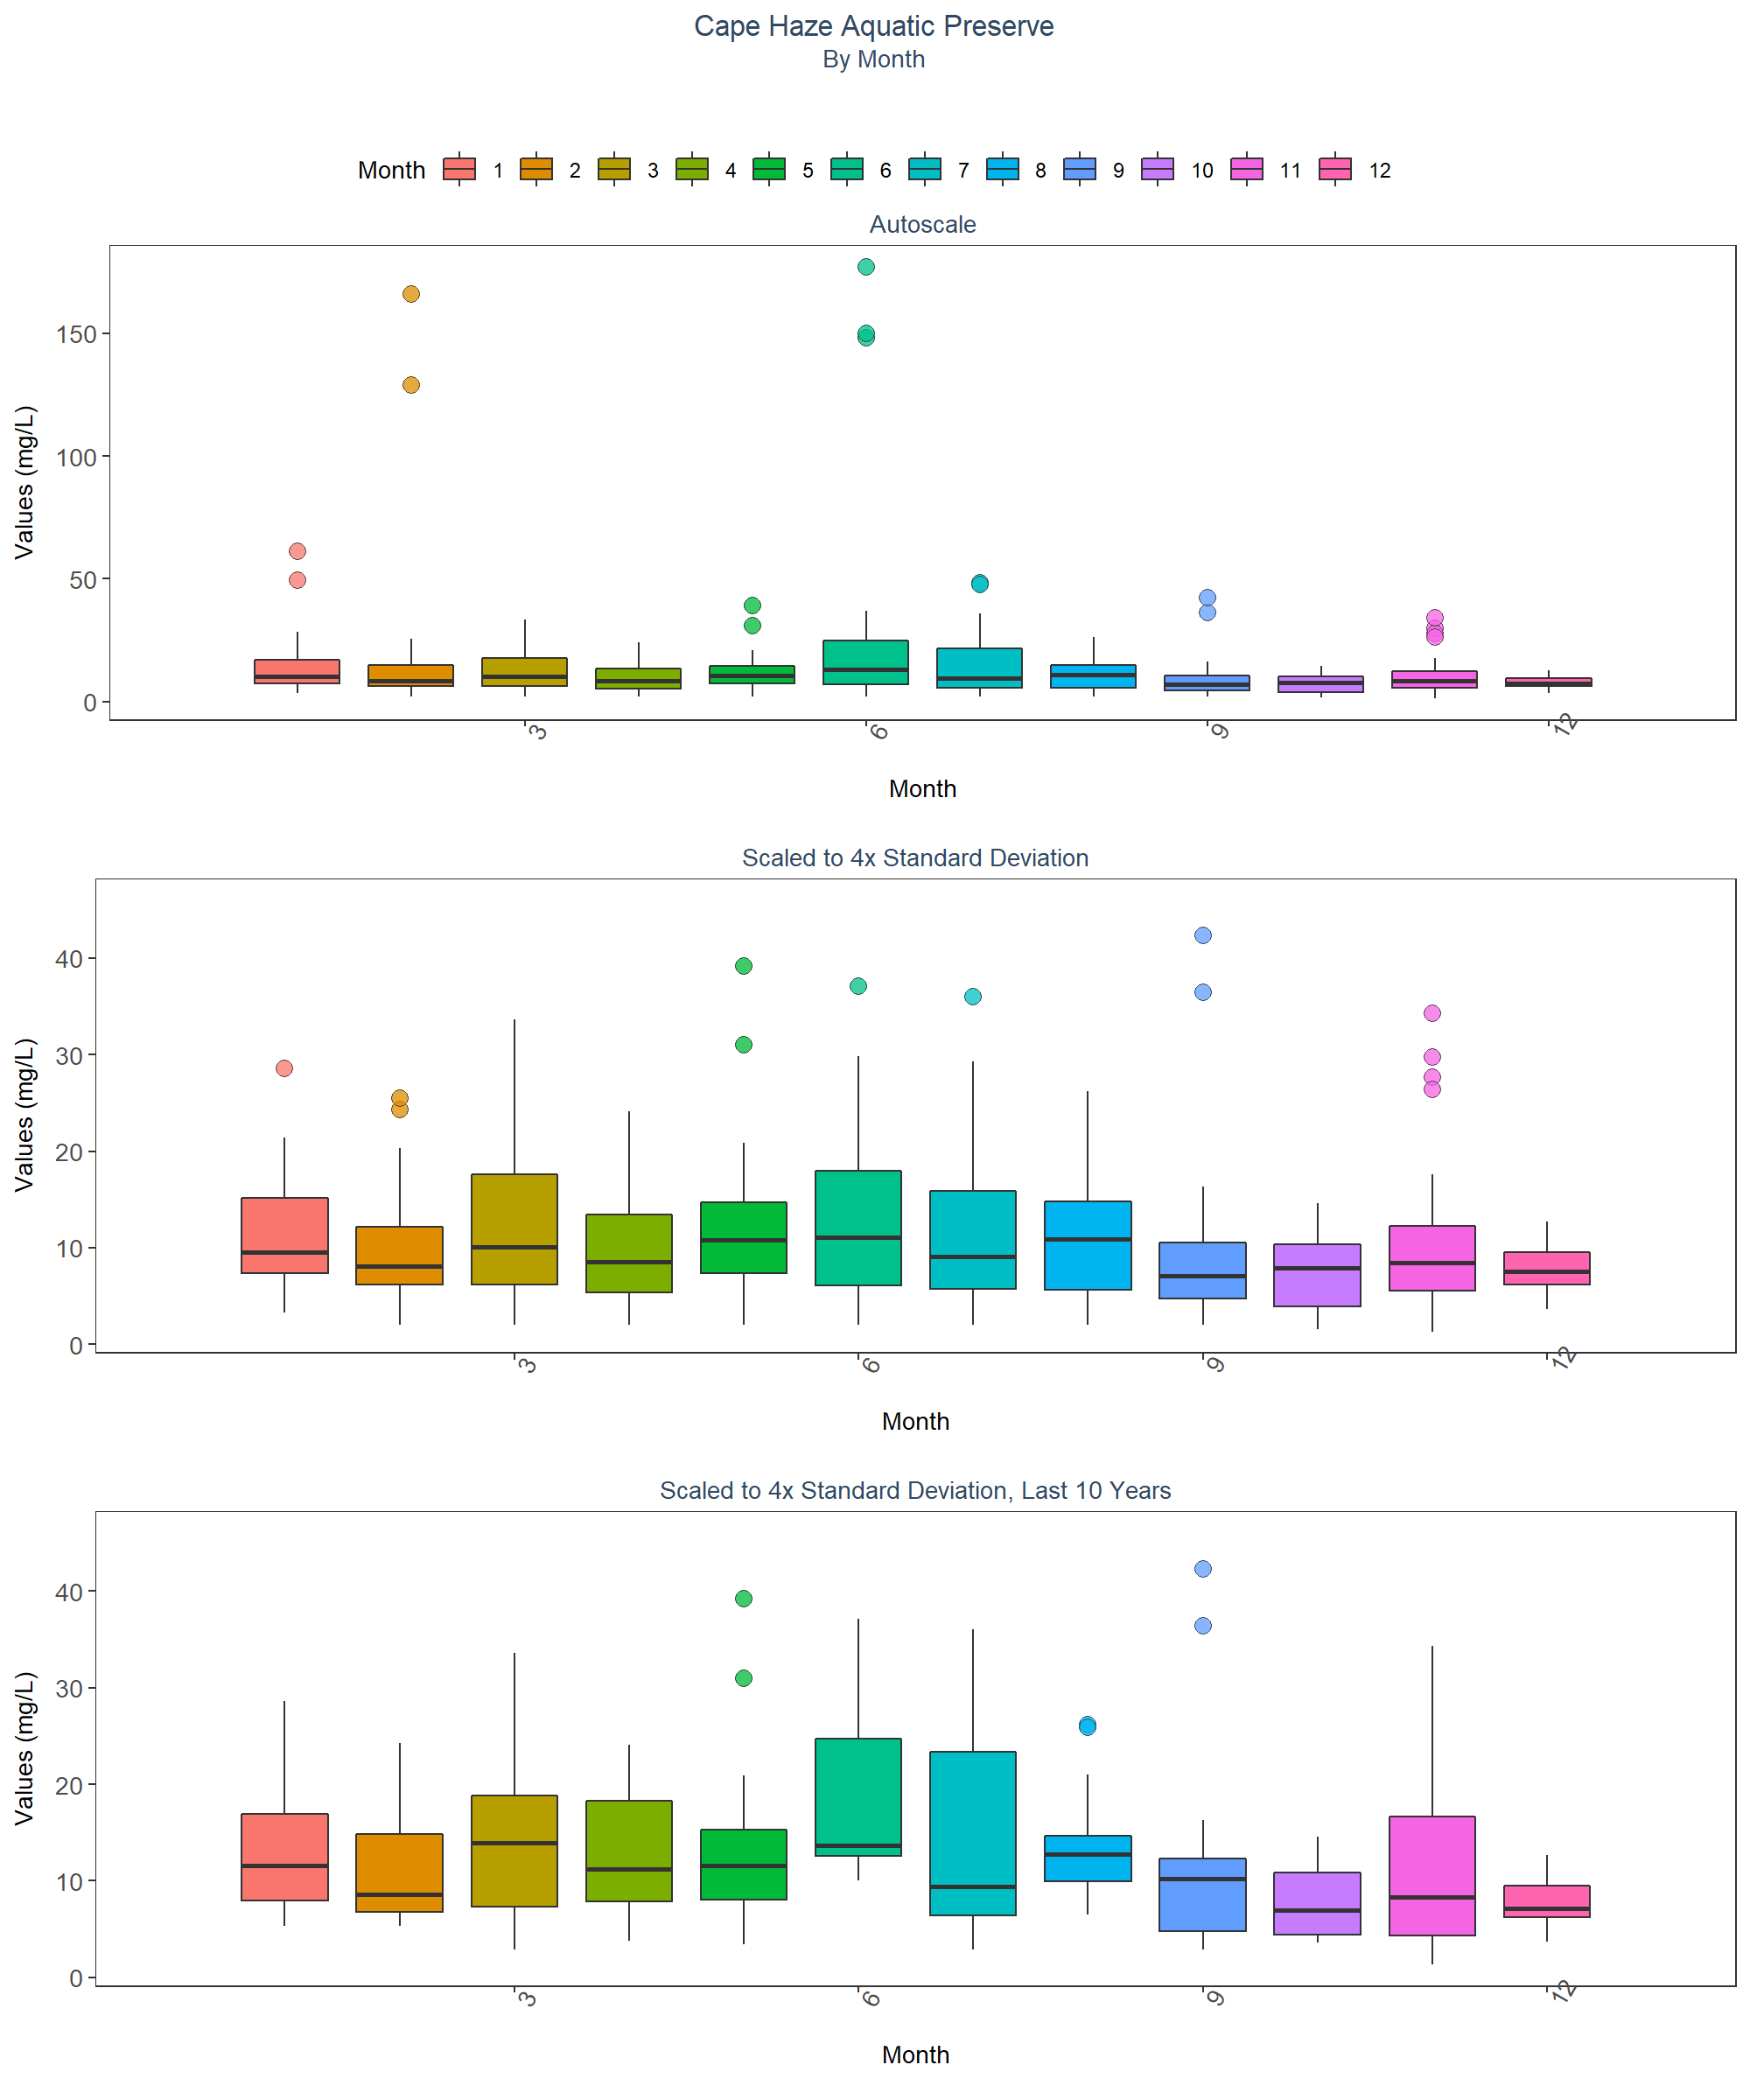 Cape Haze Aquatic Preserve
By Month
Month 1 2 3 4 5 6 7 8 9 10 11 12
Autoscale
Values (mg/L)
150
100
50
0
3 6 9 12
Month
Scaled to 4x Standard Deviation
Values (mg/L)
40
30
20
10
0
3 6 9 12
Month
Scaled to 4x Standard Deviation, Last 10 Years
Values (mg/L)
40
30
20
10
0
3 6 9 12
Month